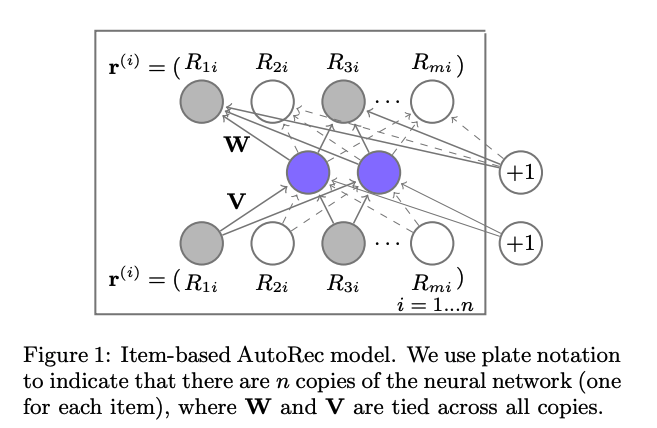 r(i) = ( R1i R2i R3i Rmi )
···
W
+1
V
+1
···
r(i) = ( R1i R2i R3i Rmi )
i = 1...n
Figure 1: Item-based AutoRec model. We use plate notation
to indicate that there are n copies of the neural network (one
for each item), where W and V are tied across all copies.